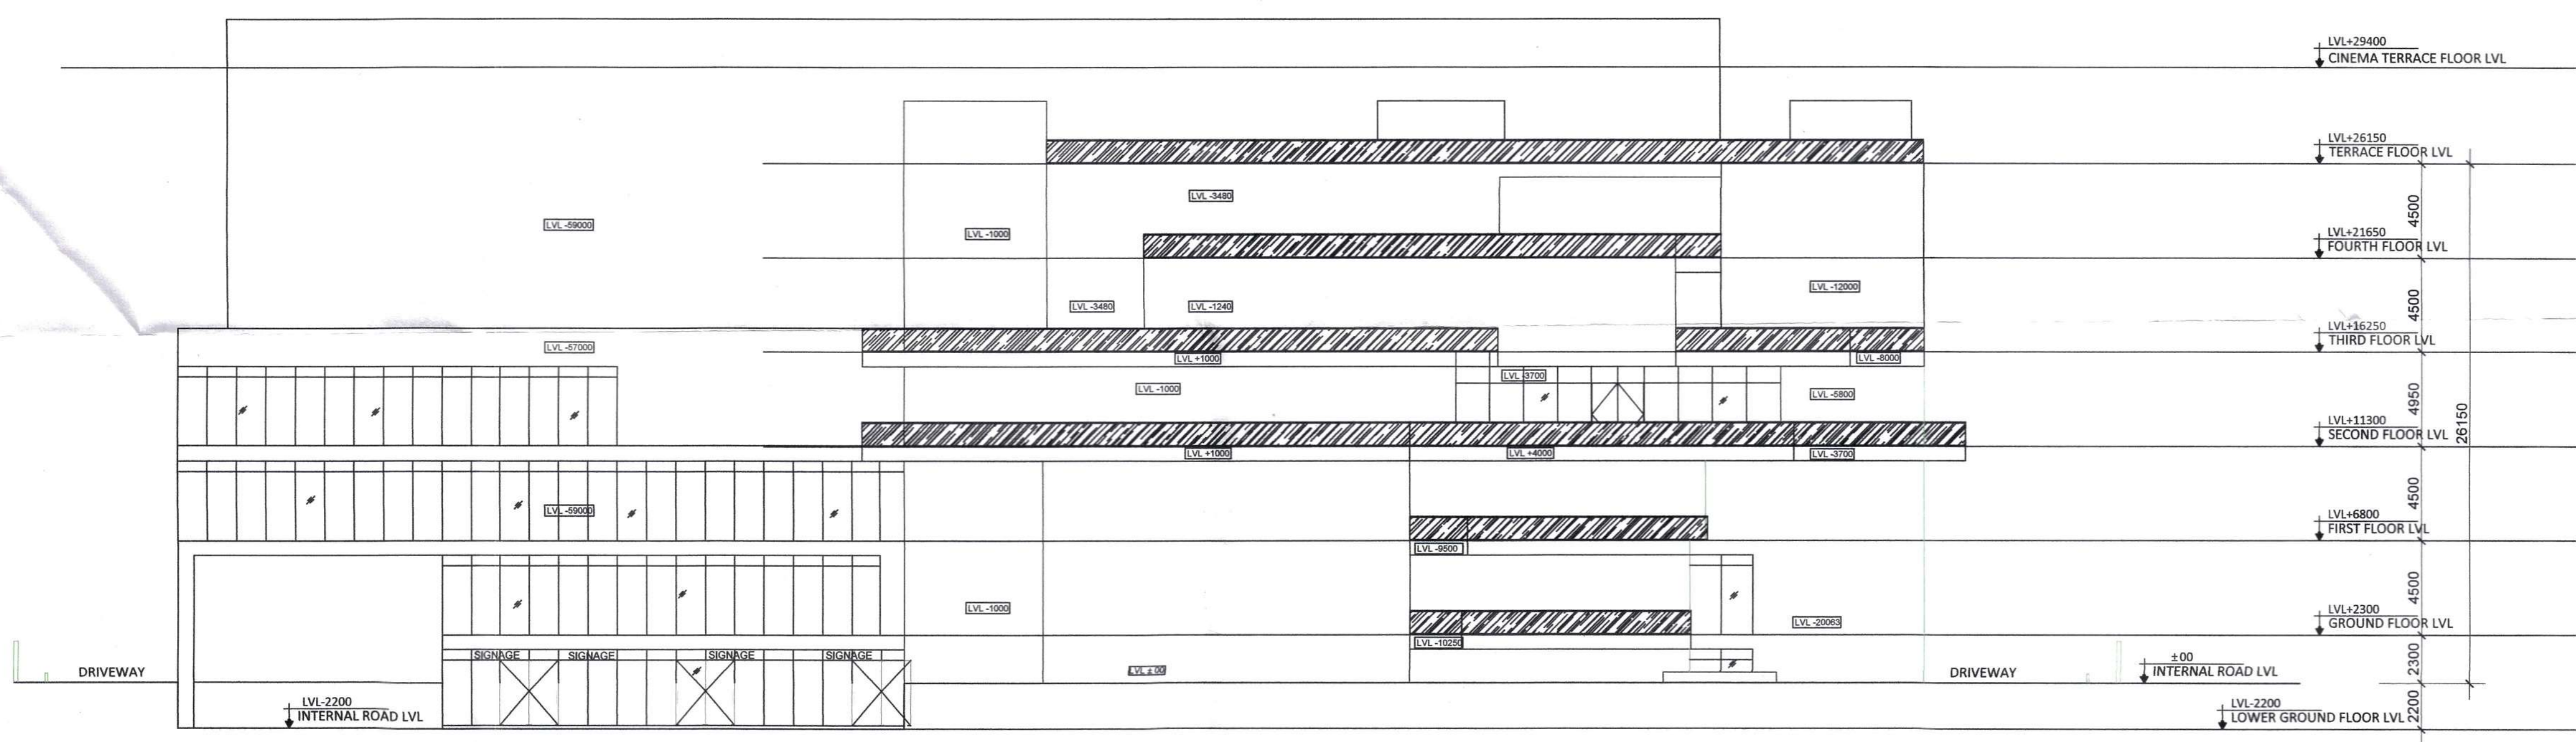 LVL+29400
CINEMA TERRACE FLOOR LVL
LVL+26150
TERRACE FLOOR LVL
LVL -3480
4500
LVL -59000
LVL -1000
LVL+21650
FOURTH FLOOR LVL
LVL -12000
LVL -3480
LVL -1240
4500
LVL+16250
THIRD FLOOR LVL
LVL -57000
LVL +1000
LVL -8000
LVL -3700
LVL -1000
LVL -5800
4950
26150
LVL+11300
SECOND FLOOR LVL
LVL +1000
LVL +4000
LVL -3700
4500
LVL -59000
LVL+6800
FIRST FLOOR LVL
LVL -9500
4500
LVL -1000
LVL+2300
GROUND FLOOR LVL
LVL -20063
LVL -10250
SIGNAGE SIGNAGE SIGNAGE SIGNAGE
2300
±00
INTERNAL ROAD LVL
DRIVEWAY
LVL ±00
DRIVEWAY
LVL-2200
INTERNAL ROAD LVL
LVL-2200
LOWER GROUND FLOOR LVL
2200